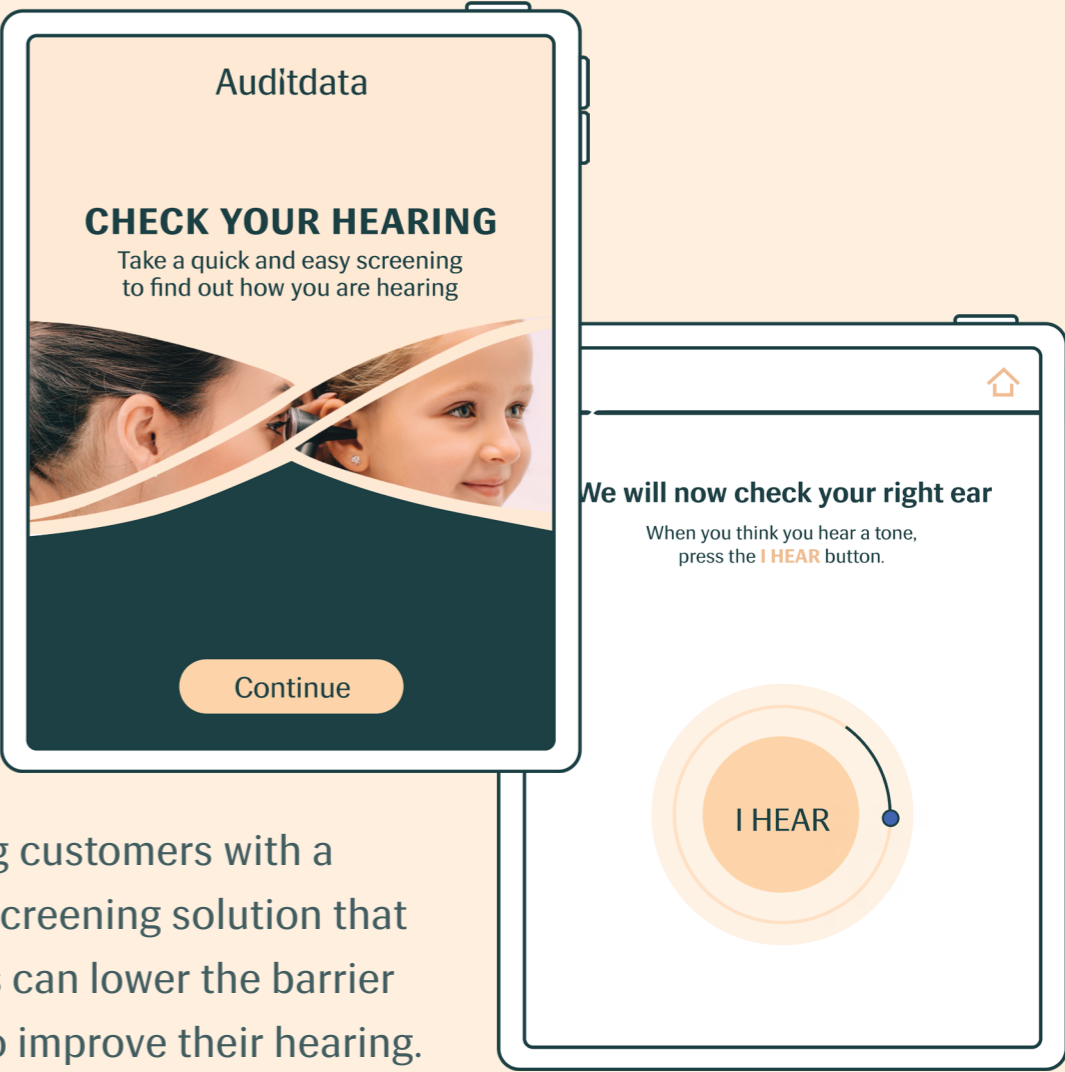 Auditdata
CHECK YOUR HEARING
Take a quick and easy screening
to find out how you are hearing
Continue
We will now check your right ear
When you think you hear a tone,
press the I HEAR button.
I HEAR
customers with a
screening solution that
can lower the barrier
improve their hearing.